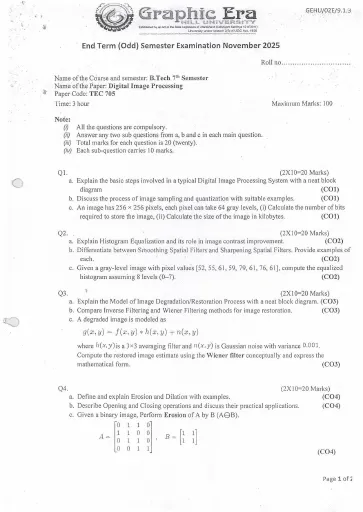 GEHU/02E/9.1.3
Graphic Era
HILL UNIVERSITY
End Term (Odd) Semester Examination November 2025
Roll no..............................
Name of the Course and semester: B.Tech 7th Semester
Name of the Paper: Digital Image Processing
Paper Code: TEC 705
Time: 3 hour Maximum Marks: 100
Note:
(i) All the questions are compulsory.
(ii) Answer any two sub questions from a, b and c in each main question.
(iii) Total marks for each question is 20 (twenty).
(iv) Each sub-question carries 10 marks.
Q1. (2X10=20 Marks)
a. Explain the basic steps involved in a typical Digital Image Processing System with a neat block
diagram (CO1)
b. Discuss the process of image sampling and quantization with suitable examples. (CO1)
c. An image has 256 × 256 pixels, each pixel can take 64 gray levels, (i) Calculate the number of bits
required to store the image, (ii) Calculate the size of the image in kilobytes. (CO1)
Q2. (2X10=20 Marks)
a. Explain Histogram Equalization and its role in image contrast improvement. (CO2)
b. Differentiate between Smoothing Spatial Filters and Sharpening Spatial Filters. Provide examples of
each. (CO2)
c. Given a gray-level image with pixel values [52, 55, 61, 59, 79, 61, 76, 61], compute the equalized
histogram assuming 8 levels (0–7). (CO2)
Q3. (2X10=20 Marks)
a. Explain the Model of Image Degradation/Restoration Process with a neat block diagram. (CO3)
b. Compare Inverse Filtering and Wiener Filtering methods for image restoration. (CO3)
c. A degraded image is modeled as
g(x, y) = f(x, y) * h(x, y) + n(x, y)
where h(x, y) is a 3×3 averaging filter and n(x, y) is Gaussian noise with variance 0.001.
Compute the restored image estimate using the Wiener filter conceptually and express the
mathematical form. (CO3)
Q4. (2X10=20 Marks)
a. Define and explain Erosion and Dilation with examples. (CO4)
b. Describe Opening and Closing operations and discuss their practical applications. (CO4)
c. Given a binary image, Perform Erosion of A by B (A⊖B).
0 1 1 0
1 1 0 0 1 1
A = 0 1 1 0 , B = 1 1
0 0 1 1
(CO4)
Page 1 of 2